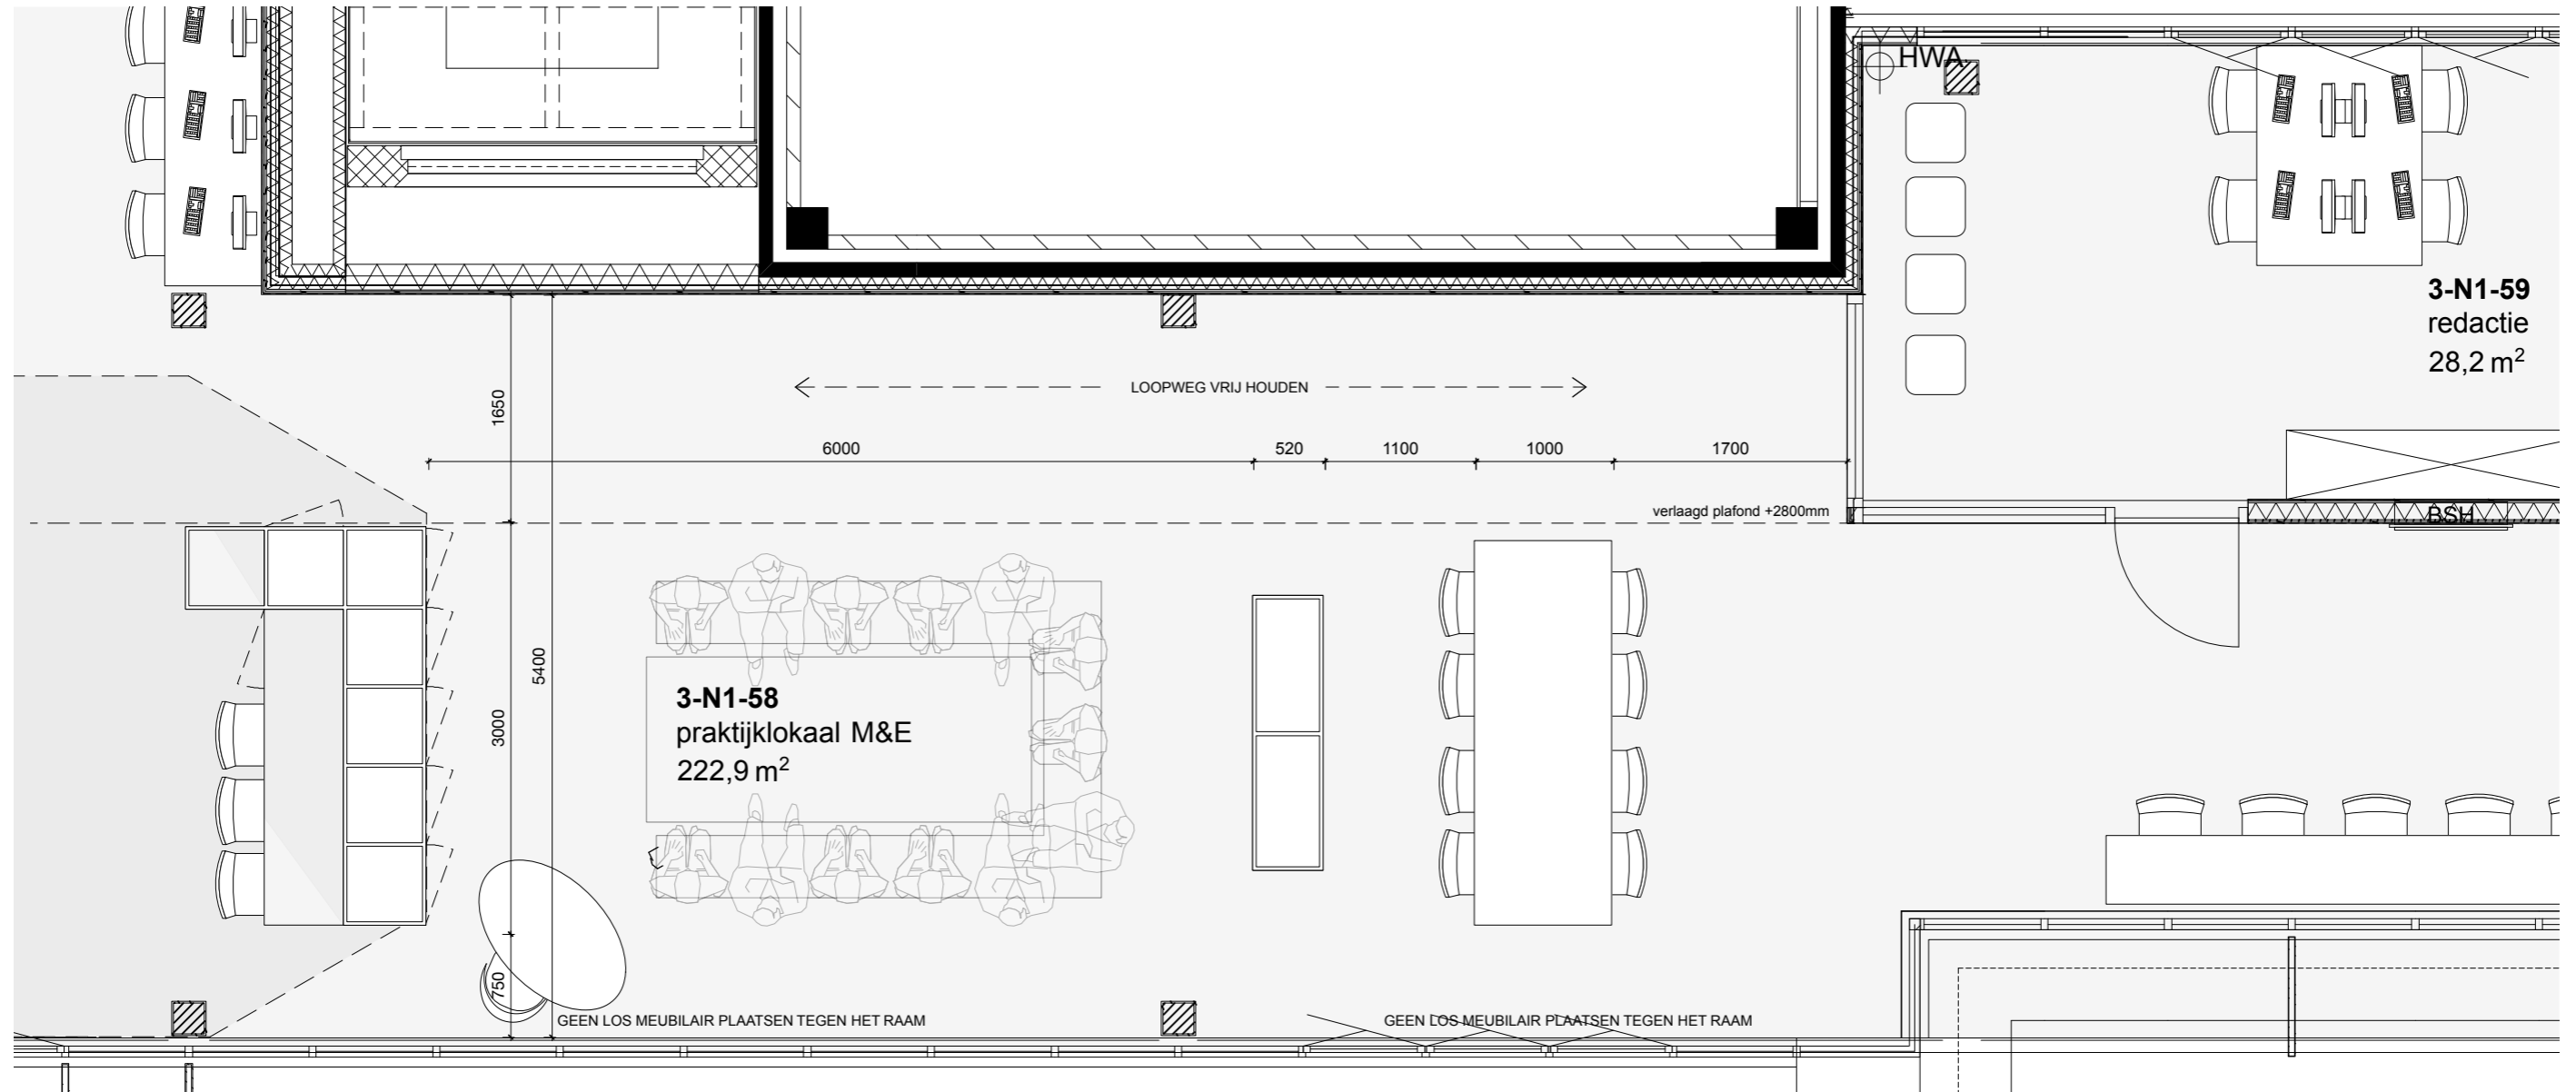 HWA
3-N1-59
redactie
28,2 m²
LOOPWEG VRIJ HOUDEN
1650
6000
520
1100
1000
1700
verlaagd plafond +2800mm
BSH
5400
3000
3-N1-58
praktijklokaal M&E
222,9 m²
750
GEEN LOS MEUBILAIR PLAATSEN TEGEN HET RAAM
GEEN LOS MEUBILAIR PLAATSEN TEGEN HET RAAM